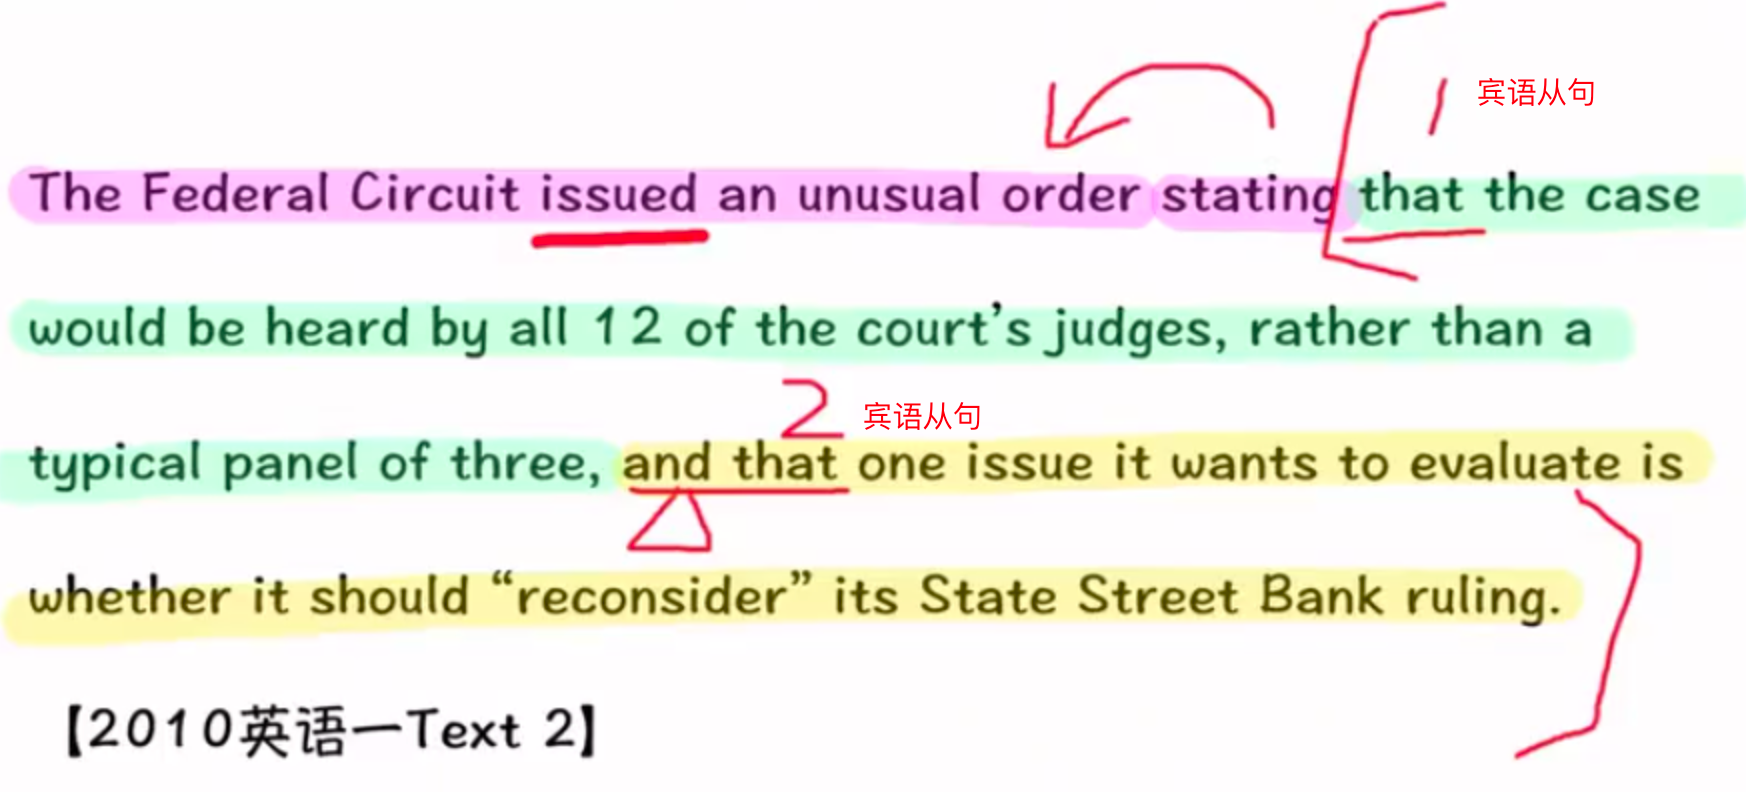 1 宾语从句
The Federal Circuit issued an unusual order stating that the case
would be heard by all 12 of the court's judges, rather than a
2 宾语从句
typical panel of three, and that one issue it wants to evaluate is
whether it should “reconsider” its State Street Bank ruling.
【2010英语一Text 2】